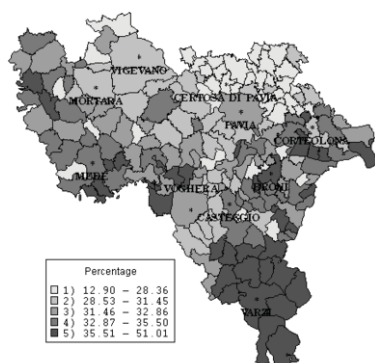 VIGEVANO
MORTARA
CERTOSA DI PAVIA
PAVIA
CORTEOLONA
MEDE
VOGHERA
BRONI
CASTEGGIO
VARZI
Percentage
1) 12.90 - 28.36
2) 28.53 - 31.45
3) 31.46 - 32.86
4) 32.87 - 35.50
5) 35.51 - 51.01